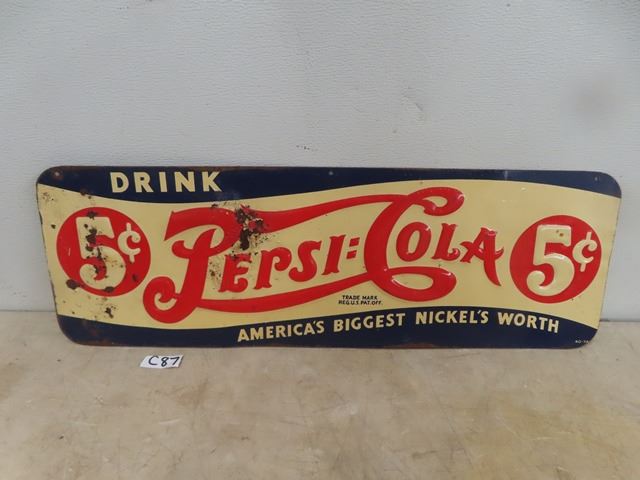 DRINK
5¢ PEPSI:COLA 5¢
TRADE MARK
REG.U.S.PAT.OFF.
AMERICA'S BIGGEST NICKEL'S WORTH
C87